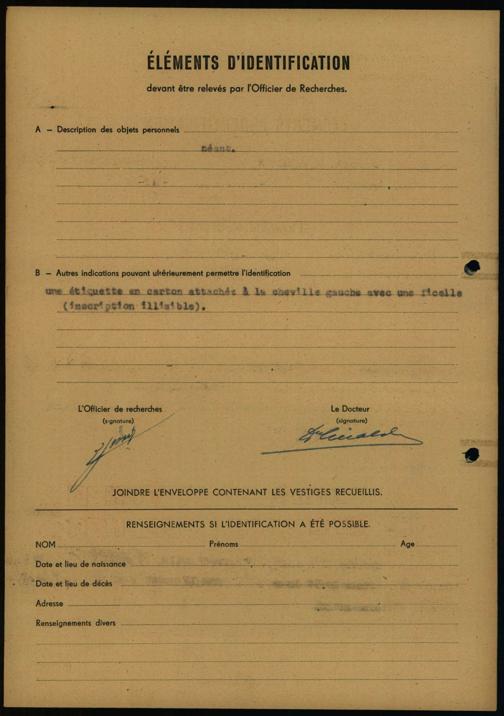 ÉLÉMENTS D'IDENTIFICATION
devant être relevés par l'Officier de Recherches.
A – Description des objets personnels
néant.
B – Autres indications pouvant ultérieurement permettre l'identification
une étiquette en carton attachée à la cheville gauche avec une ficelle
(inscription illisible).
L'Officier de recherches Le Docteur
(signature) (signature)
JOINDRE L'ENVELOPPE CONTENANT LES VESTIGES RECUEILLIS.
RENSEIGNEMENTS SI L'IDENTIFICATION A ÉTÉ POSSIBLE.
NOM Prénoms Age
Date et lieu de naissance
Date et lieu de décès
Adresse
Renseignements divers